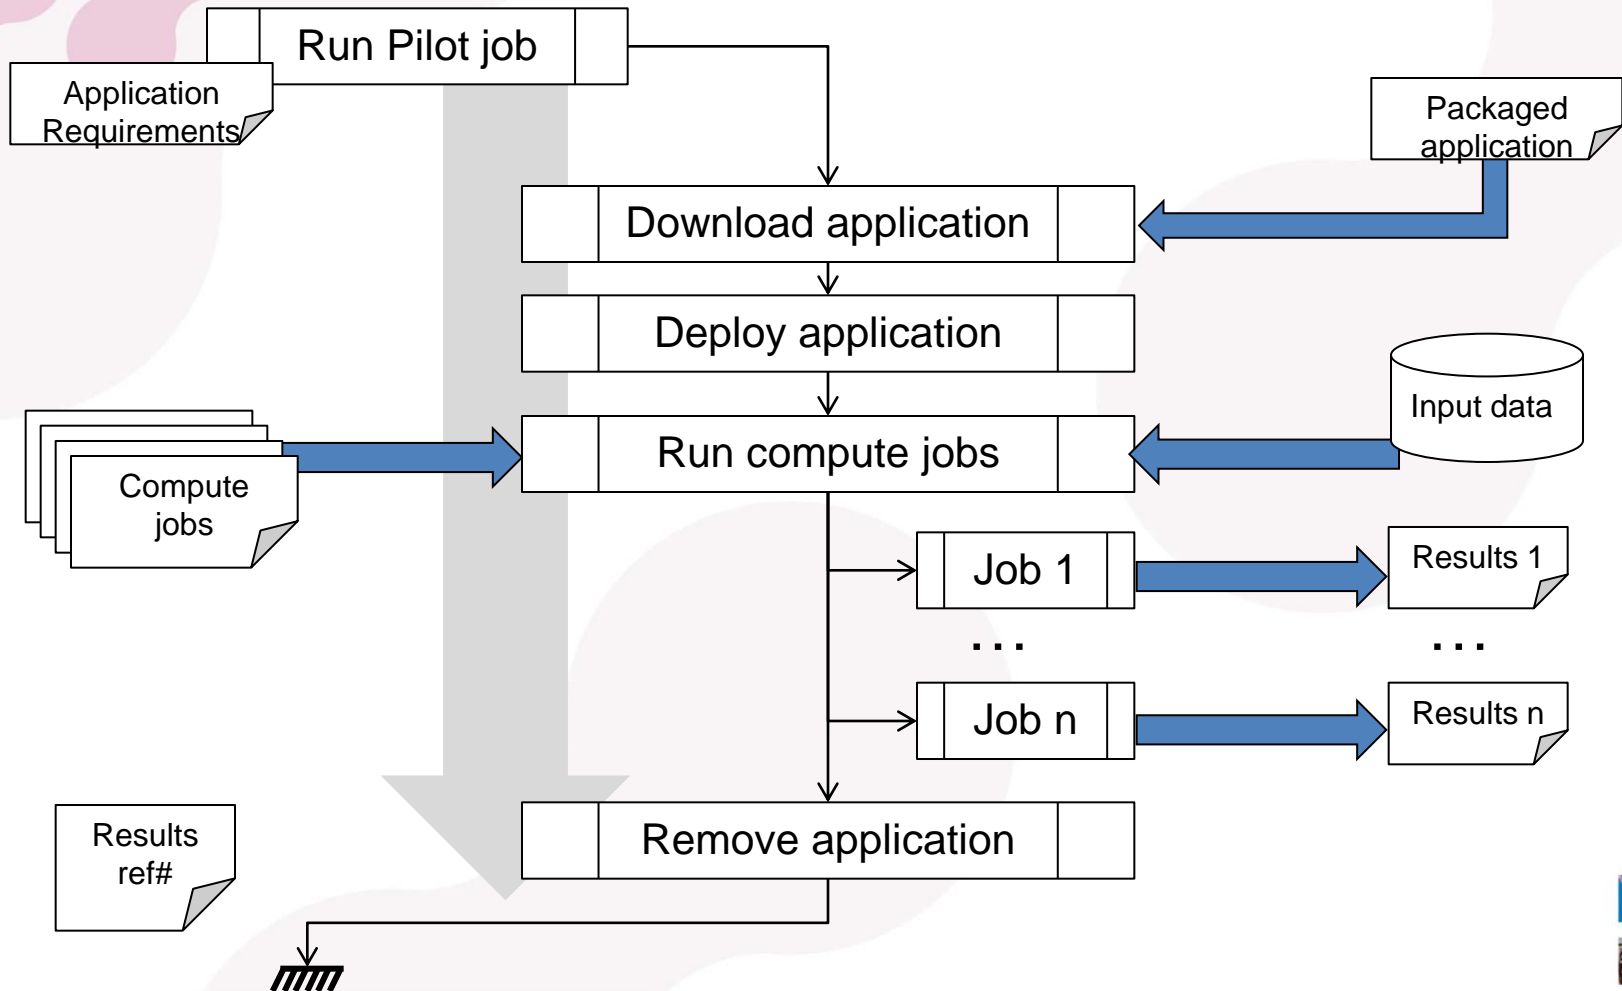 Run Pilot job
Application
Requirements
Packaged
application
Download application
Deploy application
Input data
Run compute jobs
Compute
jobs
Job 1
Results 1
...
...
Job n
Results n
Remove application
Results
ref#